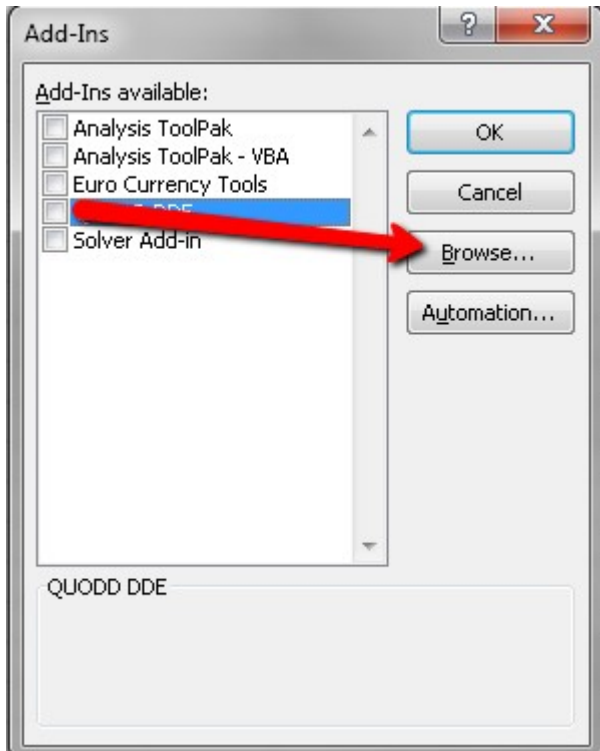 Add-Ins
Add-Ins available:
Analysis ToolPak
Analysis ToolPak - VBA
Euro Currency Tools
DDE
Solver Add-in
OK
Cancel
Browse...
Automation...
QUODD DDE